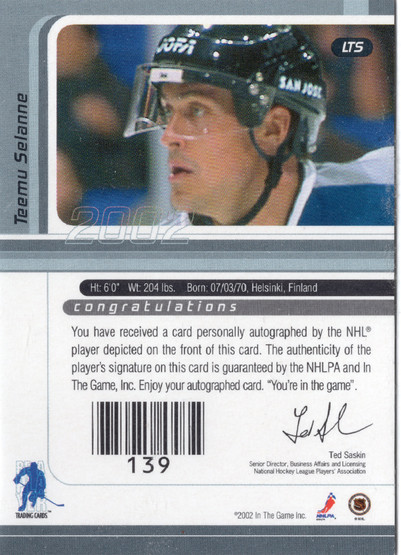 JOFA
SAN JOSE
LTS
Teemu Selanne
2002
Ht: 6'0" Wt: 204 lbs. Born: 07/03/70, Helsinki, Finland
congratulations
You have received a card personally autographed by the NHL®
player depicted on the front of this card. The authenticity of
the player's signature on this card is guaranteed by the NHLPA and In
The Game, Inc. Enjoy your autographed card. "You're in the game".
139
Ted Saskin
Senior Director, Business Affairs and Licensing
National Hockey League Players' Association
TRADING CARDS
©2002 In The Game Inc.
NHLPA
NHL